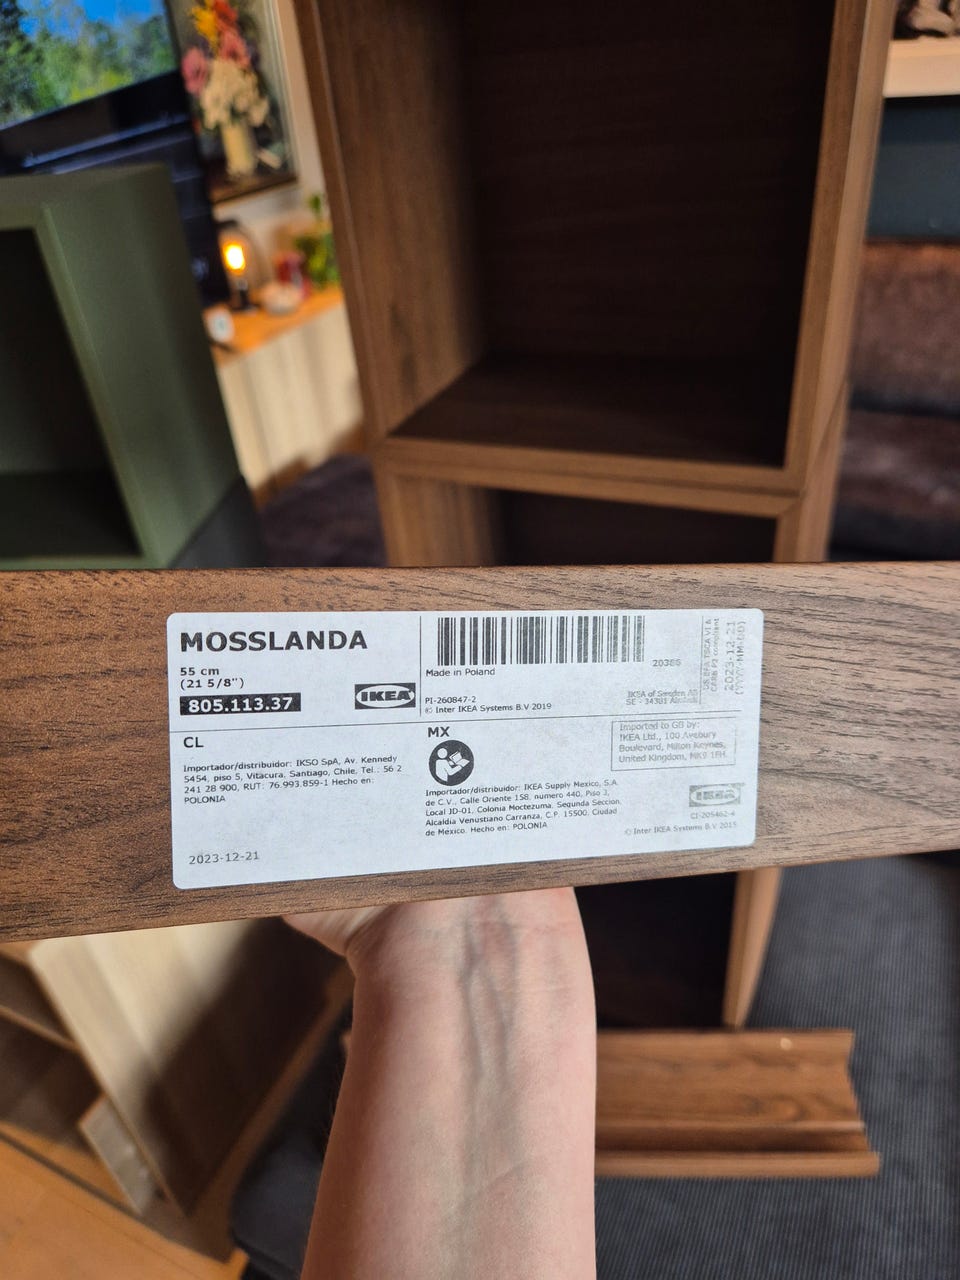 MOSSLANDA
55 cm
(21 5/8")
805.113.37
IKEA
Made in Poland
20386
PI-260847-2
© Inter IKEA Systems B.V 2019
IKEA of Sweden AB
SE - 34381 Älmhult
US EPA TSCA VI &
CARB P2 compliant
2023-12-21
(YYYY-MM-DD)
CL
Importador/distribuidor: IKSO SpA, Av. Kennedy
5454, piso 5, Vitacura, Santiago, Chile, Tel.: 56 2
241 28 900, RUT: 76.993.859-1 Hecho en:
POLONIA
2023-12-21
MX
Importador/distribuidor: IKEA Supply Mexico, S.A.
de C.V., Calle Oriente 158, numero 440, Piso 3,
Local JD-01, Colonia Moctezuma, Segunda Seccion,
Alcaldia Venustiano Carranza, C.P. 15500, Ciudad
de Mexico. Hecho en: POLONIA
Imported to GB by:
IKEA Ltd., 100 Avebury
Boulevard, Milton Keynes,
United Kingdom, MK9 1FH.
IKEA
CI-205462-4
© Inter IKEA Systems B.V 2015